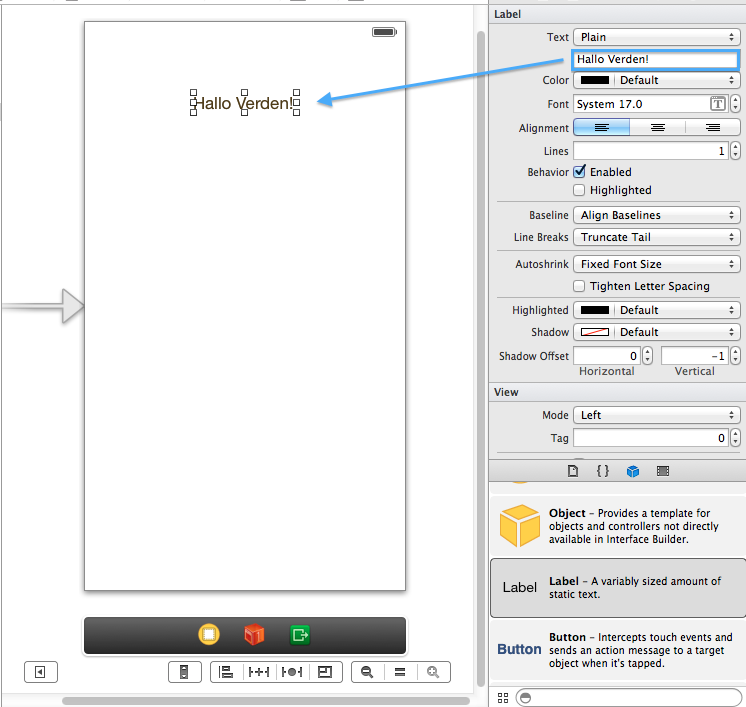 Hallo Verden!
Label
Text Plain
Hallo Verden!
Color Default
Font System 17.0 T
Alignment
Lines 1
Behavior Enabled
Highlighted
Baseline Align Baselines
Line Breaks Truncate Tail
Autoshrink Fixed Font Size
Tighten Letter Spacing
Highlighted Default
Shadow Default
Shadow Offset 0 -1
Horizontal Vertical
View
Mode Left
Tag 0
{ }
Object – Provides a template for
objects and controllers not directly
available in Interface Builder.
Label
Label – A variably sized amount of
static text.
Button
Button – Intercepts touch events and
sends an action message to a target
object when it's tapped.